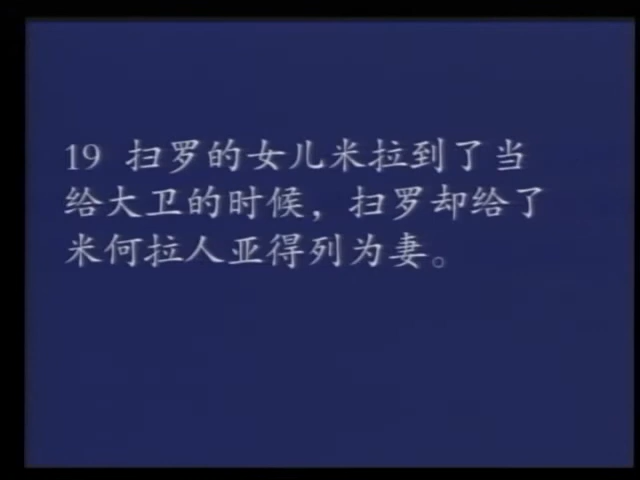 19 扫罗的女儿米拉到了当
给大卫的时候，扫罗却给了
米何拉人亚得列为妻。